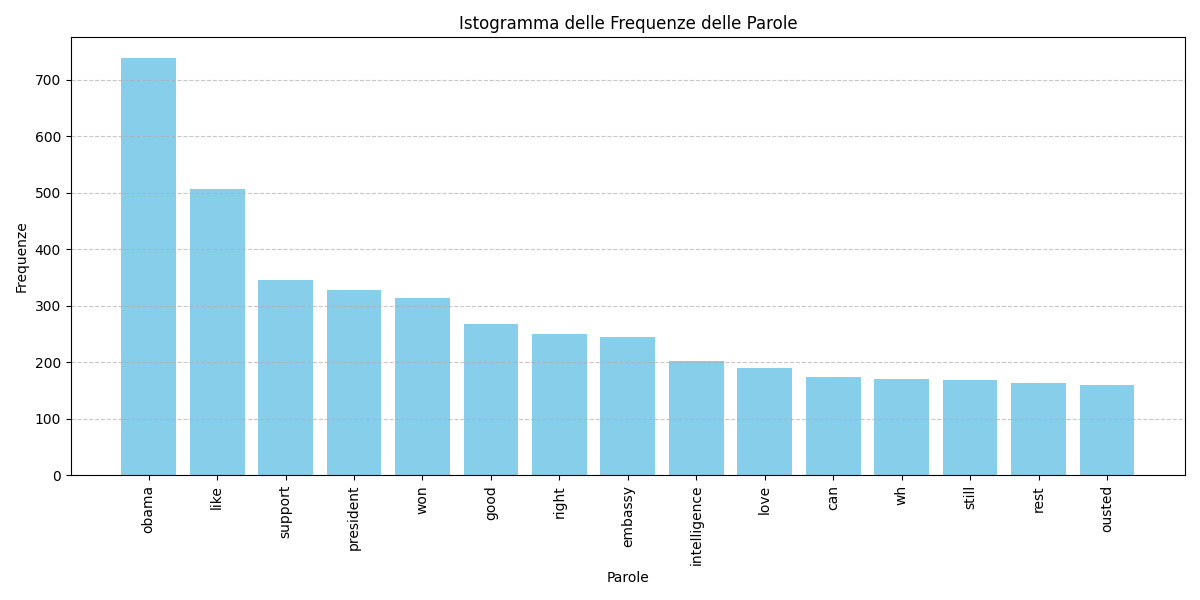 Istogramma delle Frequenze delle Parole
Frequenze
700
600
500
400
300
200
100
0
obama
like
support
president
won
good
right
embassy
intelligence
love
can
wh
still
rest
ousted
Parole